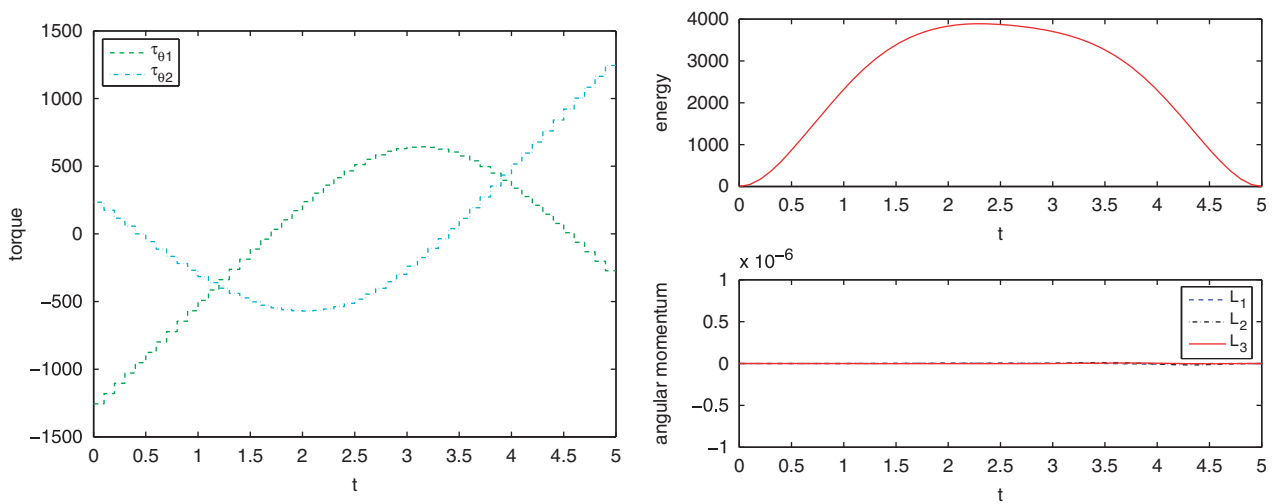 1500
1000
500
0
−500
−1000
−1500
torque
τθ1
τθ2
0 0.5 1 1.5 2 2.5 3 3.5 4 4.5 5
t
4000
3000
2000
1000
0
energy
0 0.5 1 1.5 2 2.5 3 3.5 4 4.5 5
t
x 10−6
1
0.5
0
−0.5
−1
angular momentum
L1
L2
L3
0 0.5 1 1.5 2 2.5 3 3.5 4 4.5 5
t